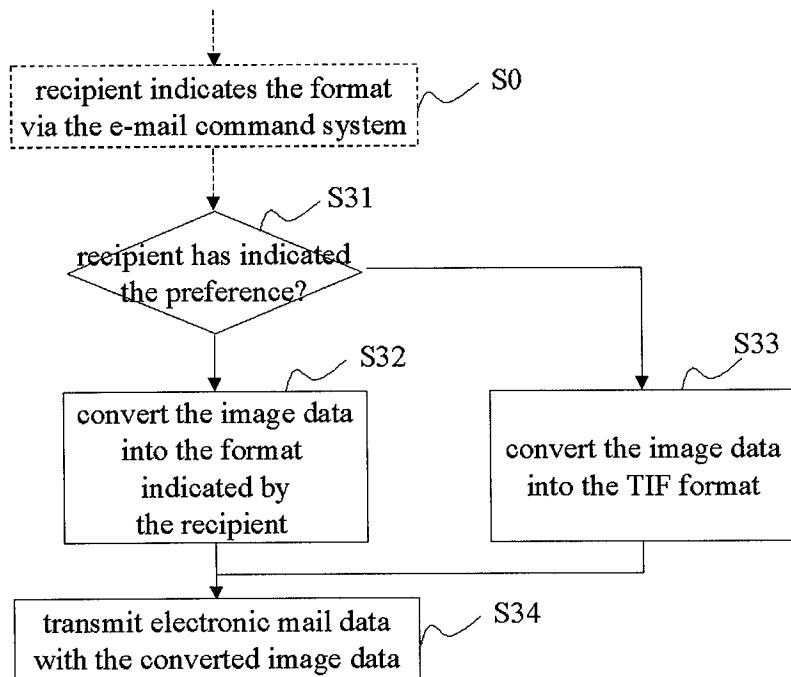 recipient indicates the format
via the e-mail command system
S0
S31
recipient has indicated
the preference?
S32
convert the image data
into the format
indicated by
the recipient
S33
convert the image data
into the TIF format
transmit electronic mail data
with the converted image data
S34